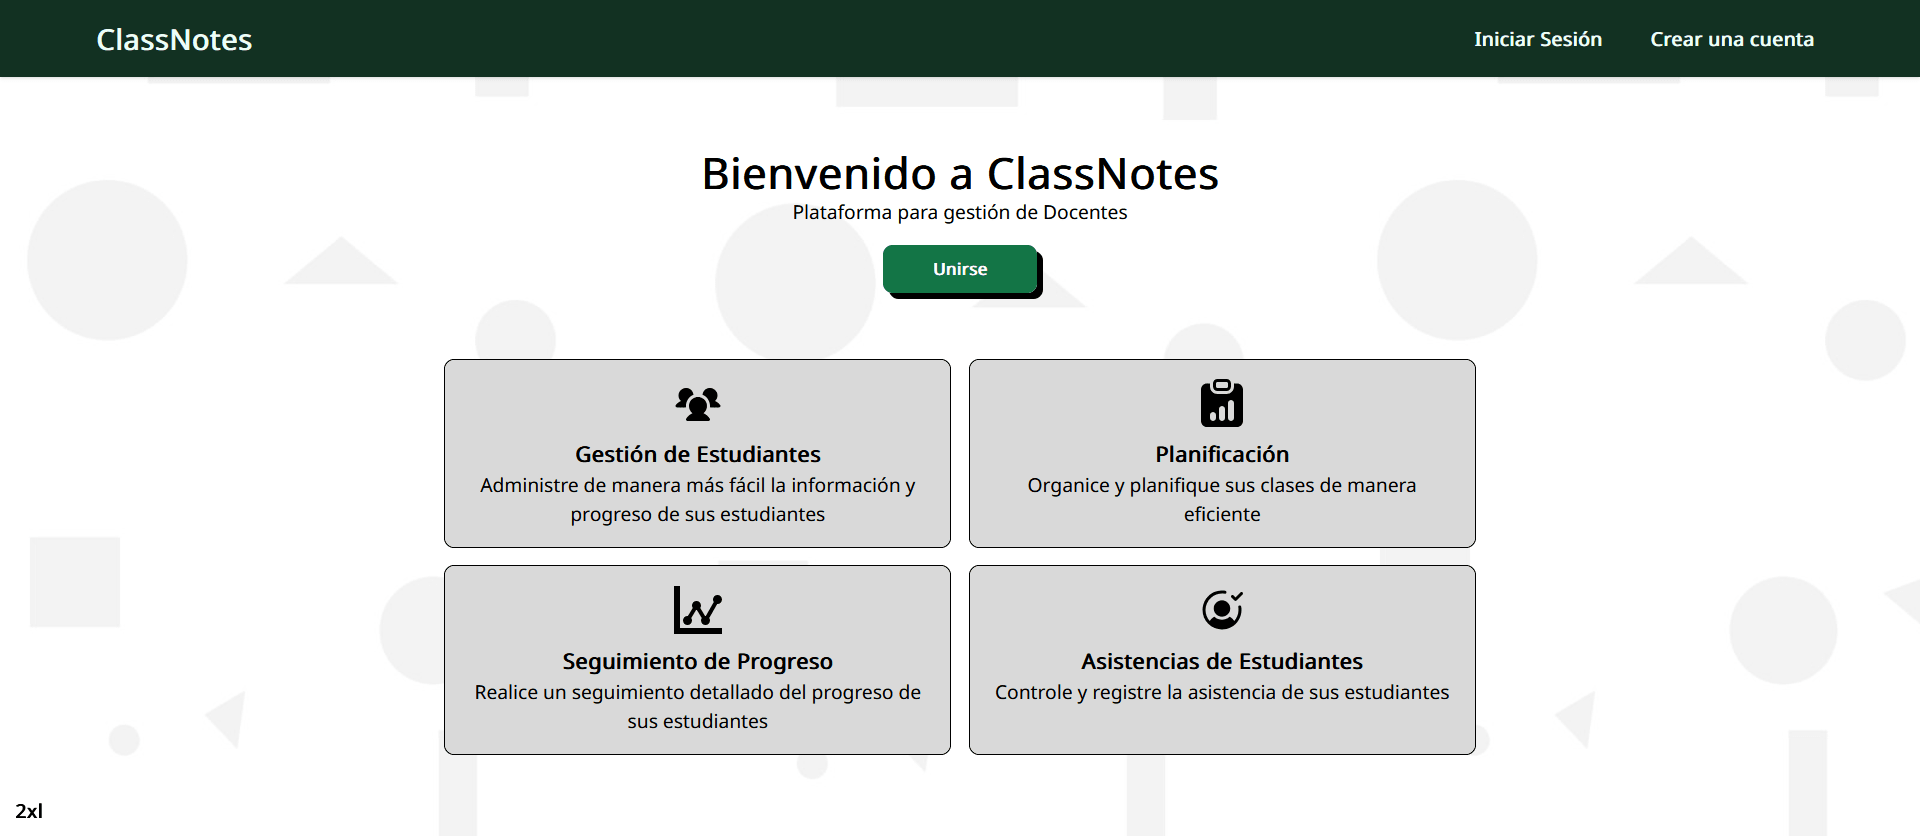 ClassNotes
Iniciar Sesión
Crear una cuenta
Bienvenido a ClassNotes
Plataforma para gestión de Docentes
Unirse
Gestión de Estudiantes
Administre de manera más fácil la información y
progreso de sus estudiantes
Planificación
Organice y planifique sus clases de manera
eficiente
Seguimiento de Progreso
Realice un seguimiento detallado del progreso de
sus estudiantes
Asistencias de Estudiantes
Controle y registre la asistencia de sus estudiantes
2xl